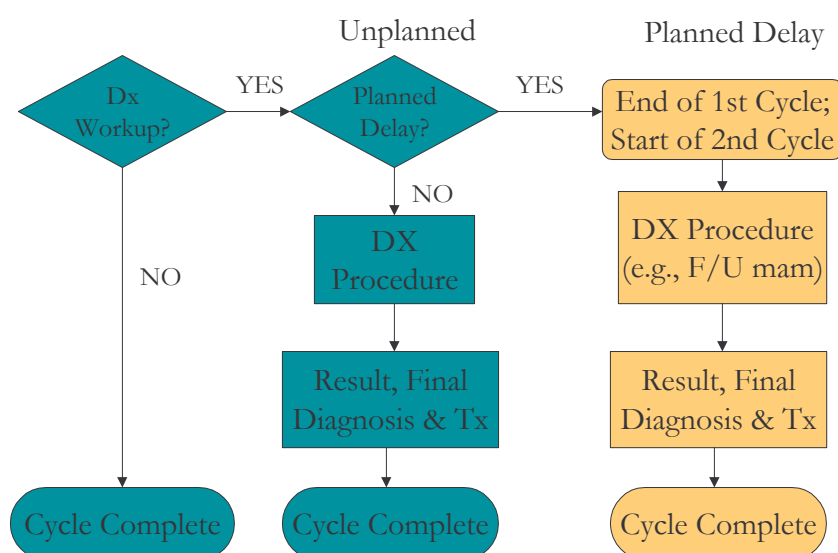 Unplanned
Planned Delay
Dx
Workup?
YES
Planned
Delay?
YES
End of 1st Cycle;
Start of 2nd Cycle
NO
NO
DX
Procedure
DX Procedure
(e.g., F/U mam)
Result, Final
Diagnosis & Tx
Result, Final
Diagnosis & Tx
Cycle Complete
Cycle Complete
Cycle Complete